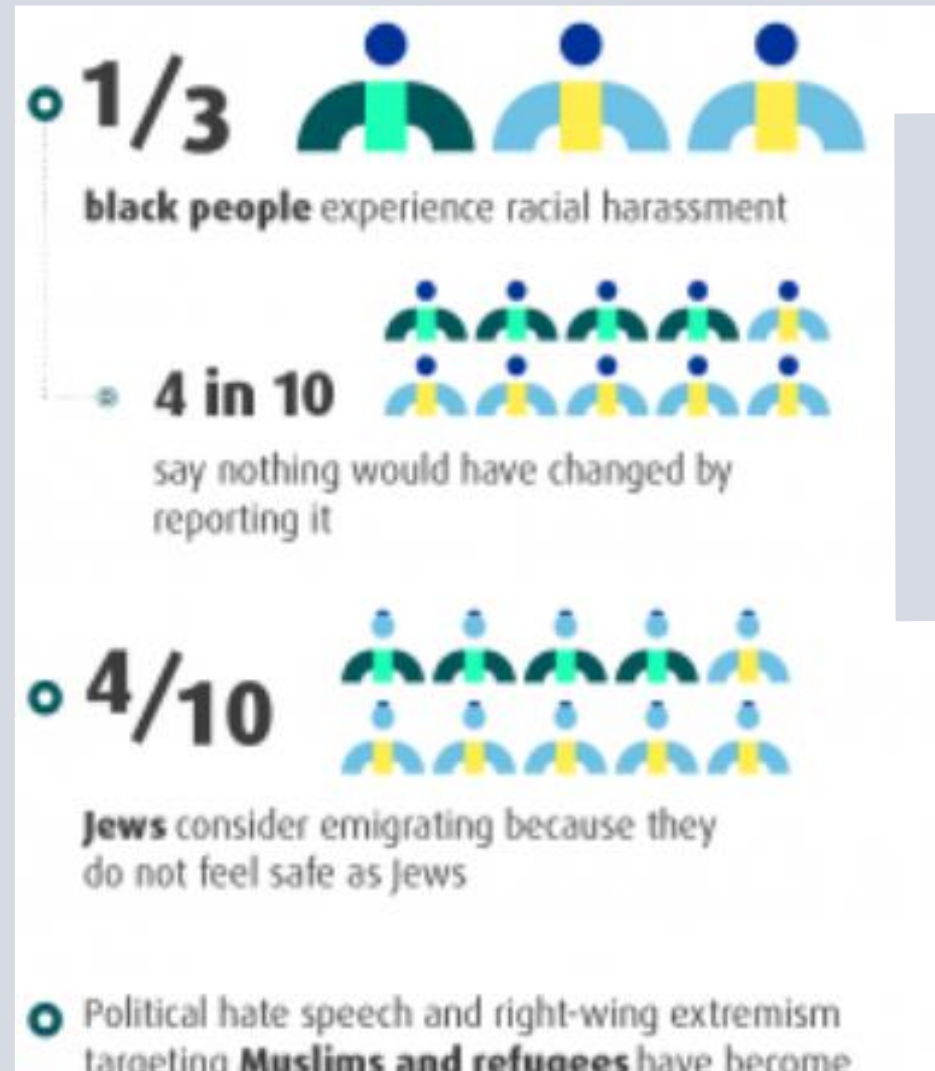 1/3
black people experience racial harassment
4 in 10
say nothing would have changed by
reporting it
4/10
Jews consider emigrating because they
do not feel safe as Jews
Political hate speech and right-wing extremism
targeting Muslims and refugees have become